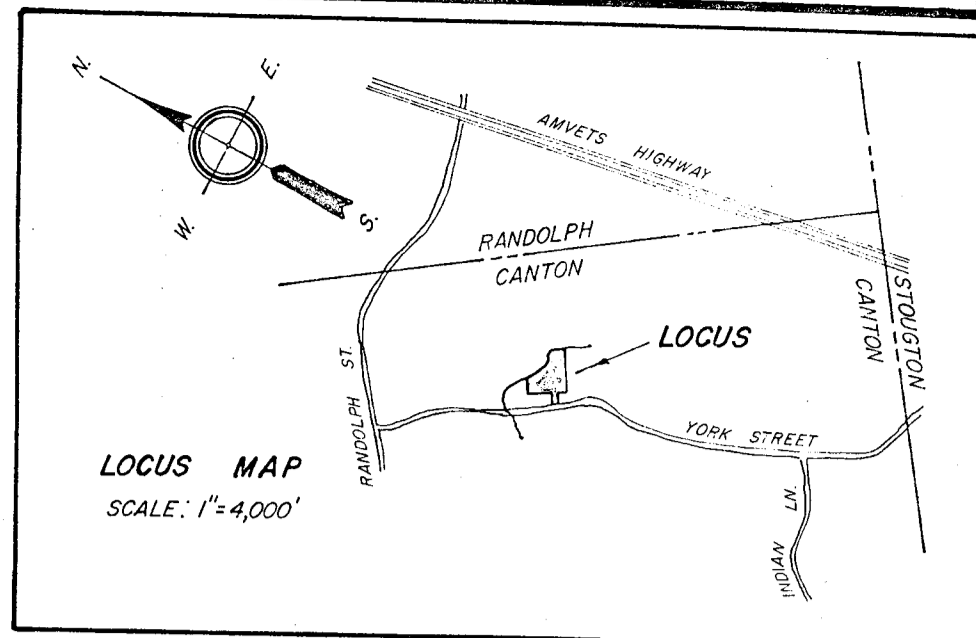 N.
E.
W.
S.
AMVETS HIGHWAY
RANDOLPH
CANTON
CANTON
STOUGTON
LOCUS
RANDOLPH ST.
YORK STREET
INDIAN LN.
LOCUS MAP
SCALE: 1"=4,000'